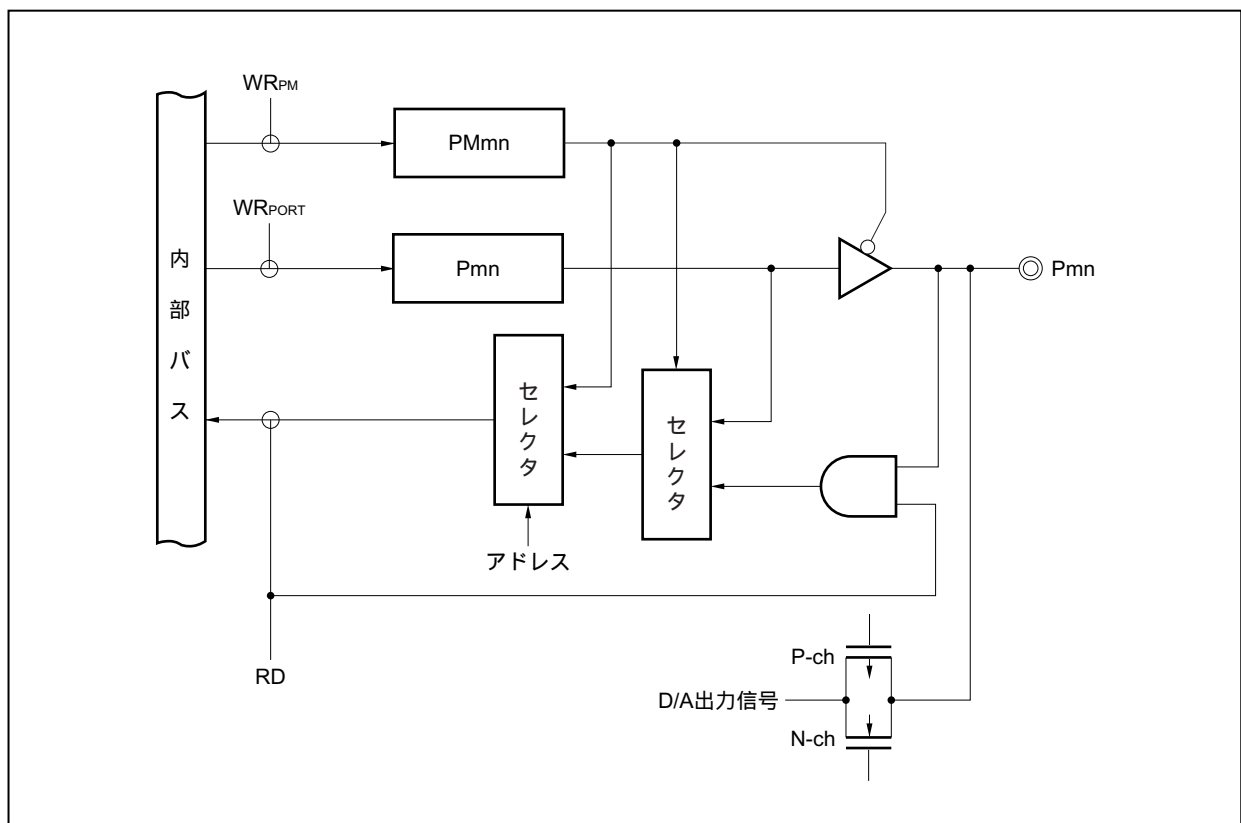 WRPM
PMmn
WRPORT
Pmn
Pmn
内部バス
セレクタ
セレクタ
アドレス
RD
P-ch
D/A出力信号
N-ch